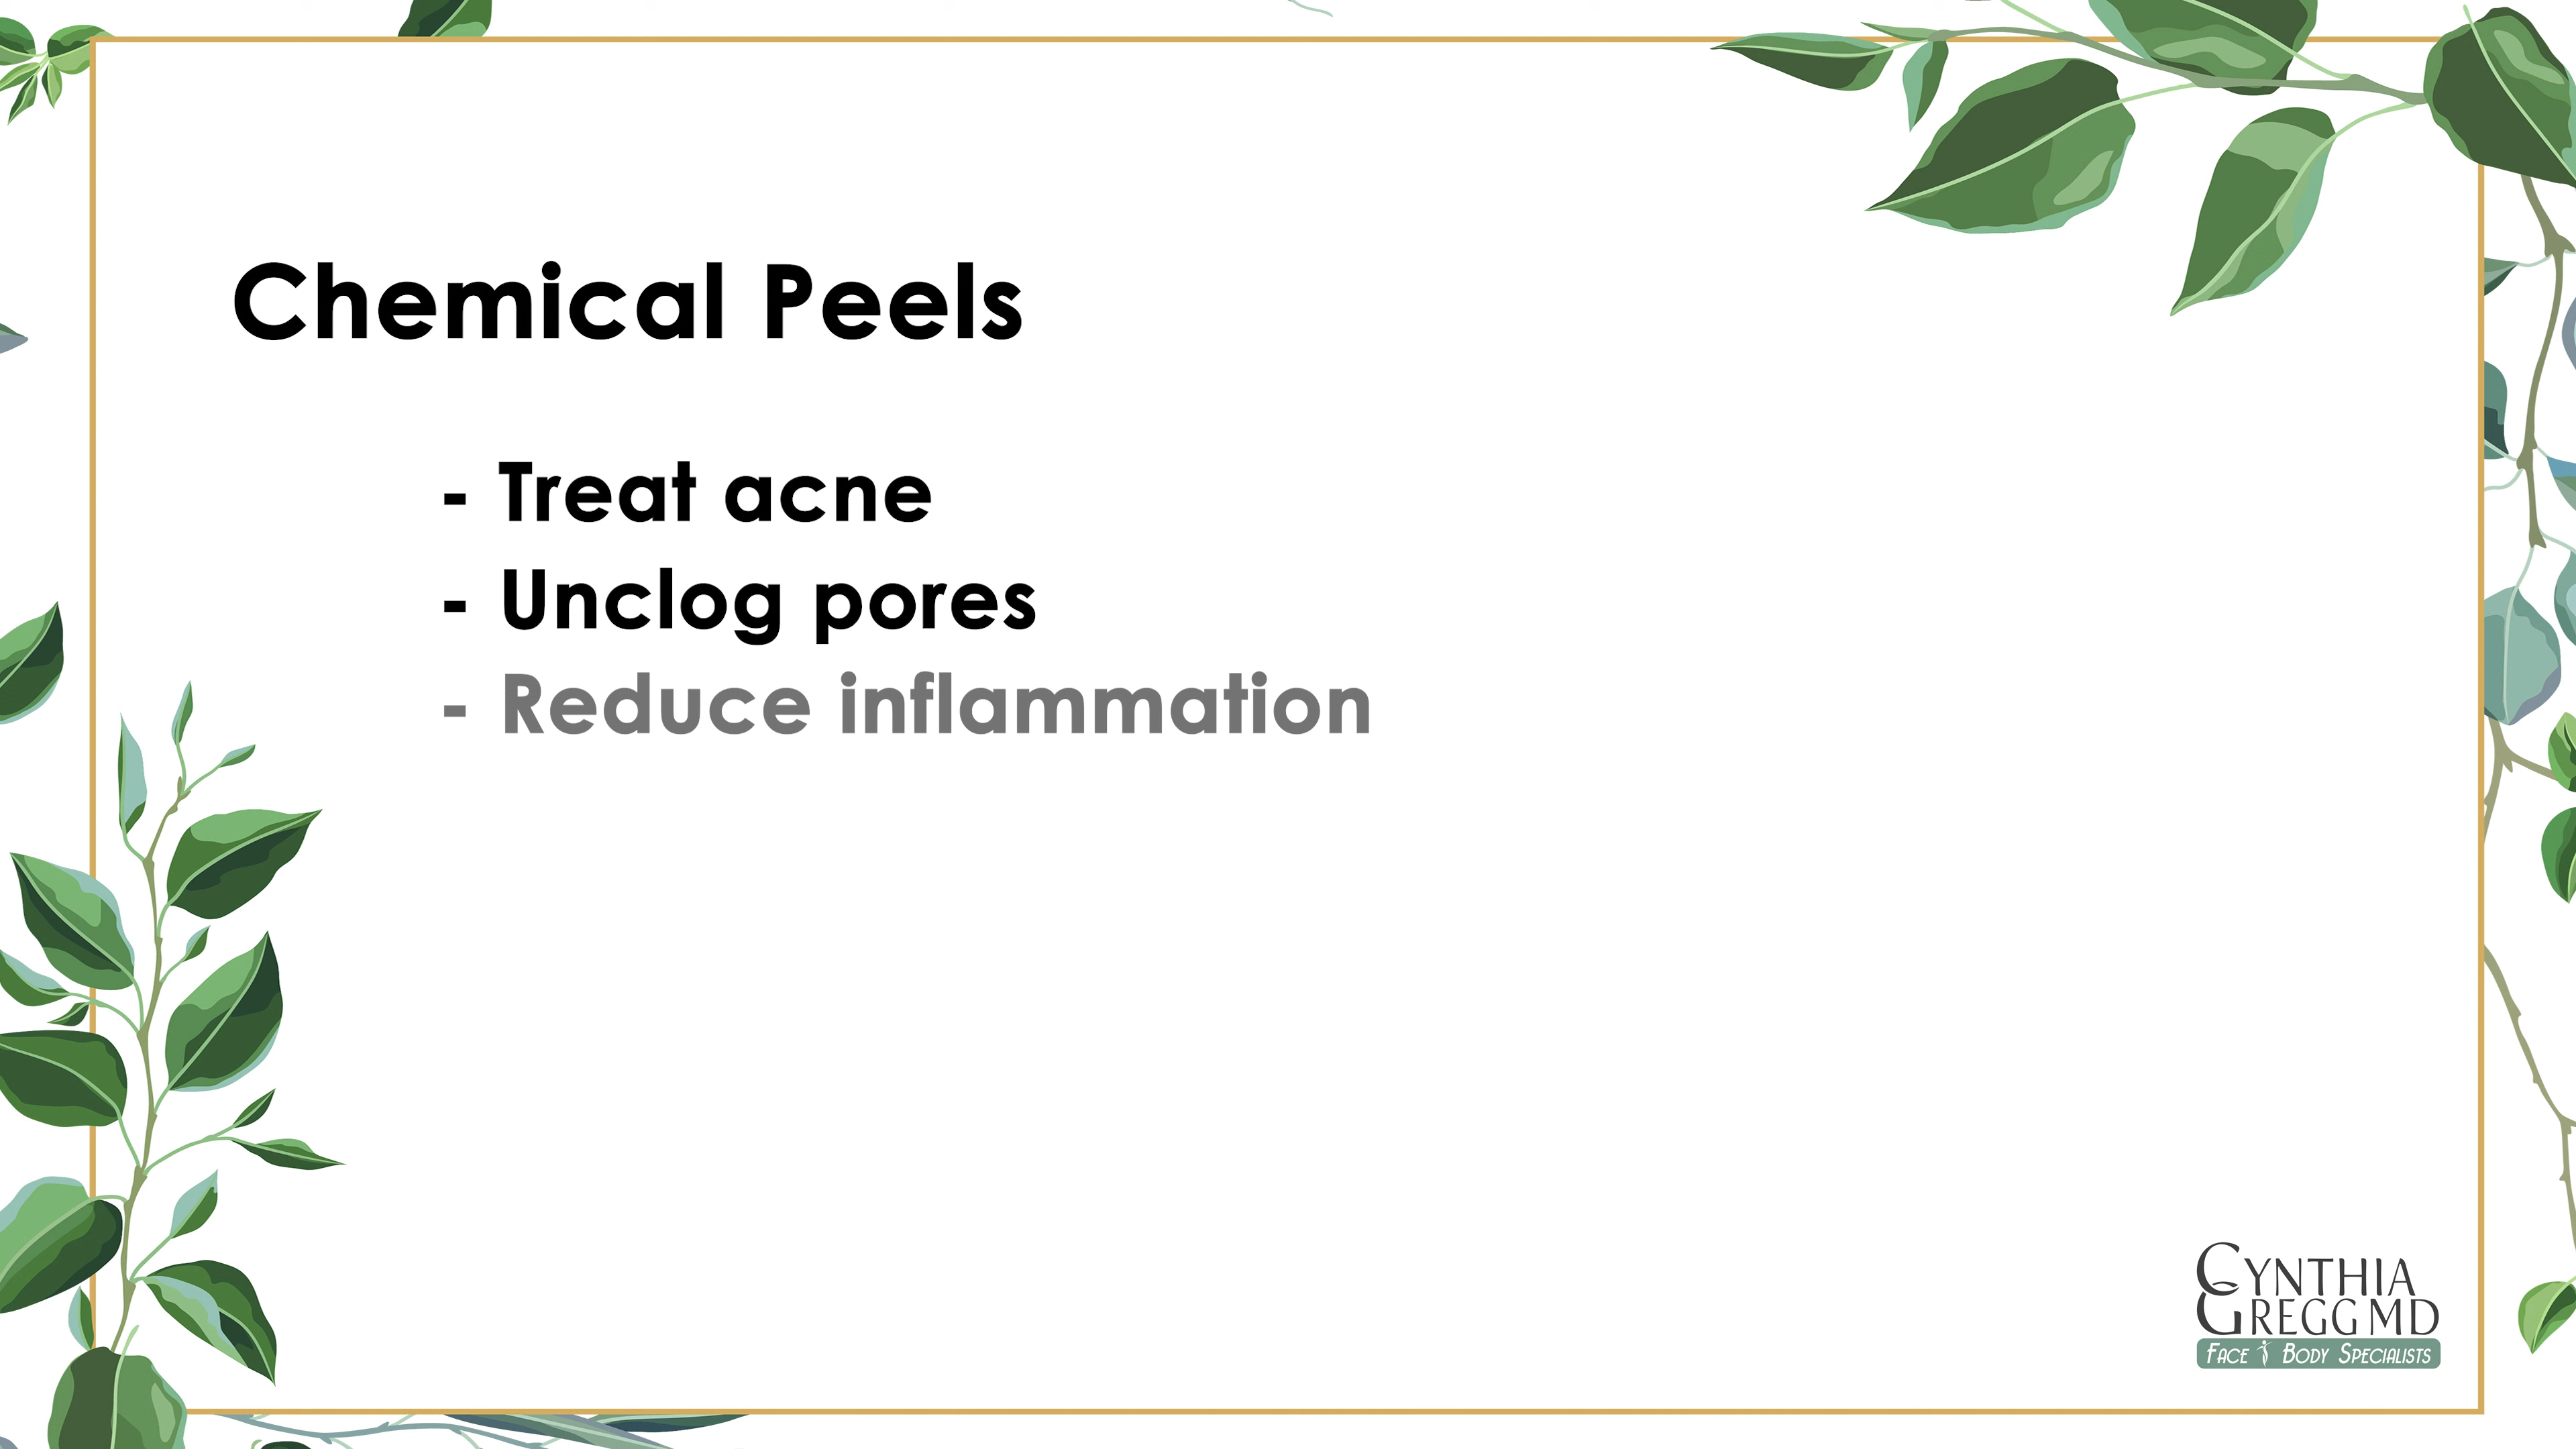 Chemical Peels
- Treat acne
- Unclog pores
- Reduce inflammation
CYNTHIA
GREGG MD
FACE BODY SPECIALISTS